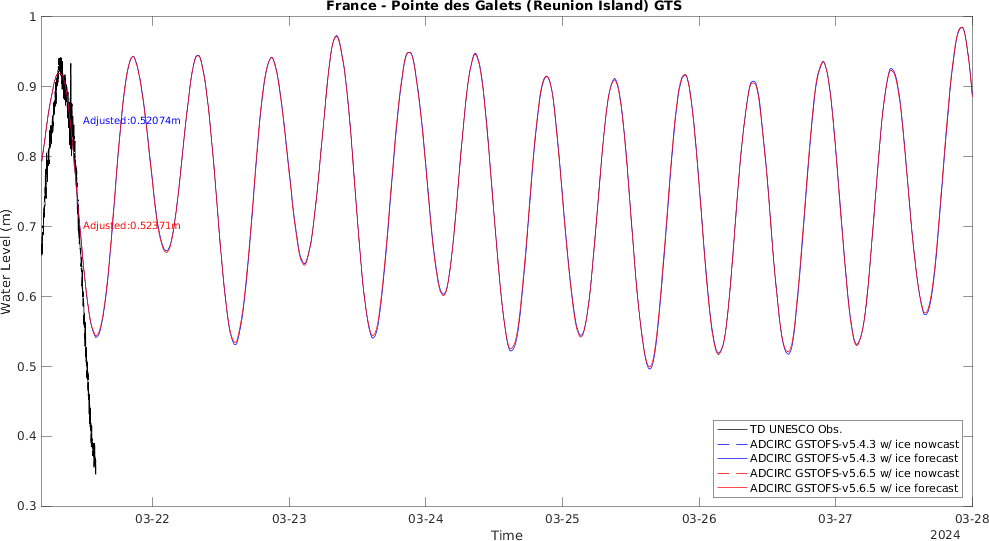 France - Pointe des Galets (Reunion Island) GTS
Water Level (m)
1
0.9
0.8
0.7
0.6
0.5
0.4
0.3
Adjusted:0.52074m
Adjusted:0.52371m
TD UNESCO Obs.
ADCIRC GSTOFS-v5.4.3 w/ ice nowcast
ADCIRC GSTOFS-v5.4.3 w/ ice forecast
ADCIRC GSTOFS-v5.6.5 w/ ice nowcast
ADCIRC GSTOFS-v5.6.5 w/ ice forecast
03-22 03-23 03-24 03-25 03-26 03-27 03-28
Time
2024